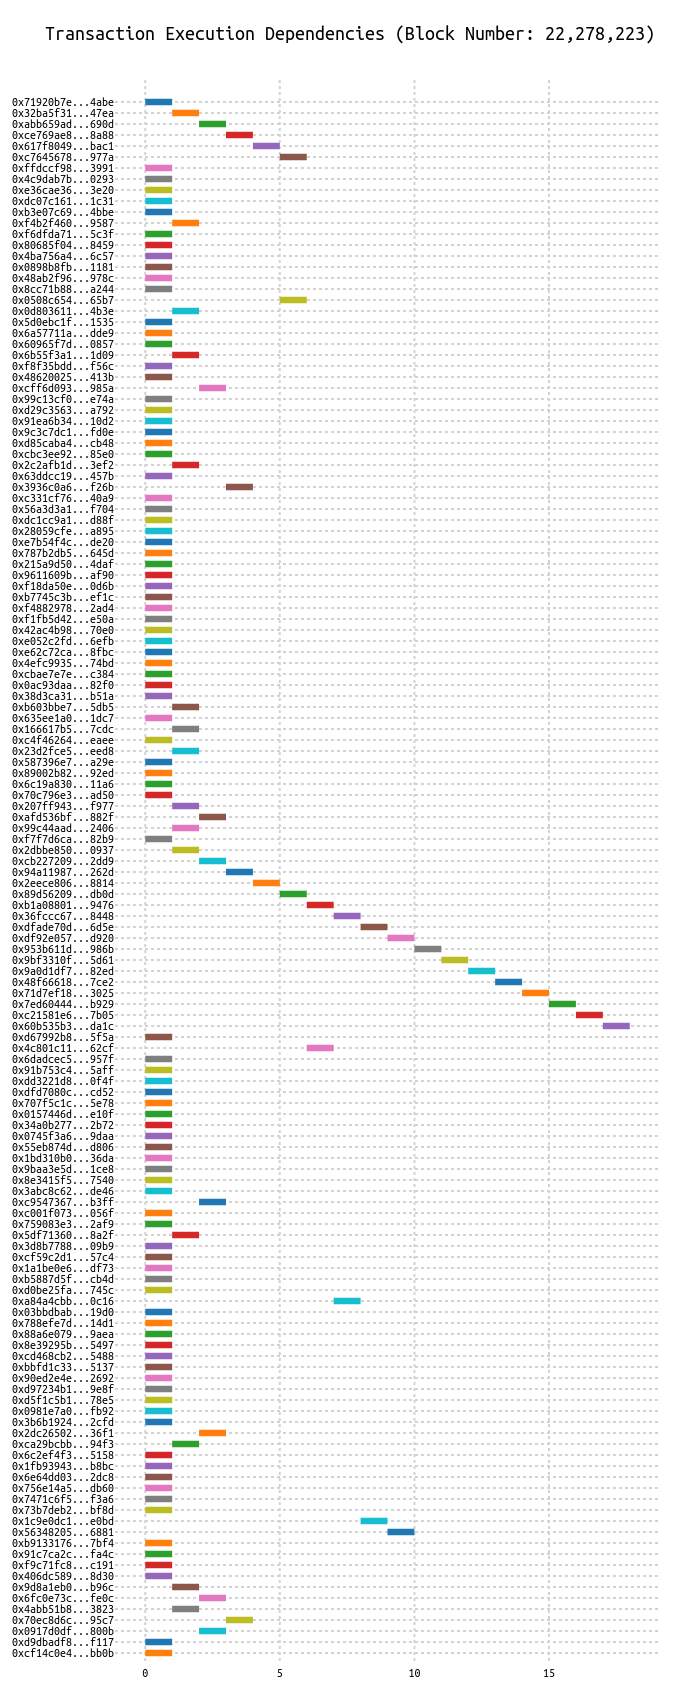 Transaction Execution Dependencies (Block Number: 22,278,223)
0x71920b7e...4abe
0x32ba5f31...47ea
0xabb659ad...690d
0xce769ae8...8a88
0x617f8049...bac1
0xc7645678...977a
0xffdccf98...3991
0x4c9dab7b...0293
0xe36cae36...3e20
0xdc07c161...1c31
0xb3e07c69...4bbe
0xf4b2f460...9587
0xf6dfda71...5c3f
0x80685f04...8459
0x4ba756a4...6c57
0x0898b8fb...1181
0x48ab2f96...978c
0x8cc71b88...a244
0x0508c654...65b7
0x0d803611...4b3e
0x5d0ebc1f...1535
0x6a57711a...dde9
0x60965f7d...0857
0x6b55f3a1...1d09
0xf8f35bdd...f56c
0x48620025...413b
0xcff6d093...985a
0x99c13cf0...e74a
0xd29c3563...a792
0x91ea6b34...10d2
0x9c3c7dc1...fd0e
0xd85caba4...cb48
0xcbc3ee92...85e0
0x2c2afb1d...3ef2
0x63ddcc19...457b
0x3936c0a6...f26b
0xc331cf76...40a9
0x56a3d3a1...f704
0xdc1cc9a1...d88f
0x28059cfe...a895
0xe7b54f4c...de20
0x787b2db5...645d
0x215a9d50...4daf
0x9611609b...af90
0xf18da50e...0d6b
0xb7745c3b...ef1c
0xf4882978...2ad4
0xf1fb5d42...e50a
0x42ac4b98...70e0
0xe052c2fd...6efb
0xe62c72ca...8fbc
0x4efc9935...74bd
0xcbae7e7e...c384
0x0ac93daa...82f0
0x38d3ca31...b51a
0xb603bbe7...5db5
0x635ee1a0...1dc7
0x166617b5...7cdc
0xc4f46264...eaee
0x23d2fce5...eed8
0x587396e7...a29e
0x89002b82...92ed
0x6c19a830...11a6
0x70c796e3...ad50
0x207ff943...f977
0xafd536bf...882f
0x99c44aad...2406
0xf7f7d6ca...82b9
0x2dbbe850...0937
0xcb227209...2dd9
0x94a11987...262d
0x2eece806...8814
0x89d56209...db0d
0xb1a08801...9476
0x36fccc67...8448
0xdfade70d...6d5e
0xdf92e057...d920
0x953b611d...986b
0x9bf3310f...5d61
0x9a0d1df7...82ed
0x48f66618...7ce2
0x71d7ef18...3025
0x7ed60444...b929
0xc21581e6...7b05
0x60b535b3...da1c
0xd67992b8...5f5a
0x4c801c11...62cf
0x6dadcec5...957f
0x91b753c4...5aff
0xdd3221d8...0f4f
0xdfd7080c...cd52
0x707f5c1c...5e78
0x0157446d...e10f
0x34a0b277...2b72
0x0745f3a6...9daa
0x55eb874d...d806
0x1bd310b0...36da
0x9baa3e5d...1ce8
0x8e3415f5...7540
0x3abc8c62...de46
0xc9547367...b3ff
0xc001f073...056f
0x759083e3...2af9
0x5df71360...8a2f
0x3d8b7788...09b9
0xcf59c2d1...57c4
0x1a1be0e6...df73
0xb5887d5f...cb4d
0xd0be25fa...745c
0xa84a4cbb...0c16
0x03bbdbab...19d0
0x788efe7d...14d1
0x88a6e079...9aea
0x8e39295b...5497
0xcd468cb2...5488
0xbbfd1c33...5137
0x90ed2e4e...2692
0xd97234b1...9e8f
0xd5f1c5b1...78e5
0x0981e7a0...fb92
0x3b6b1924...2cfd
0x2dc26502...36f1
0xca29bcbb...94f3
0x6c2ef4f3...5158
0x1fb93943...b8bc
0x6e64dd03...2dc8
0x756e14a5...db60
0x7471c6f5...f3a6
0x73b7deb2...bf8d
0x1c9e0dc1...e0bd
0x56348205...6881
0xb9133176...7bf4
0x91c7ca2c...fa4c
0xf9c71fc8...c191
0x406dc589...8d30
0x9d8a1eb0...b96c
0x6fc0e73c...fe0c
0x4abb51b8...3823
0x70ec8d6c...95c7
0x0917d0df...800b
0xd9dbadf8...f117
0xcf14c0e4...bb0b
0 5 10 15